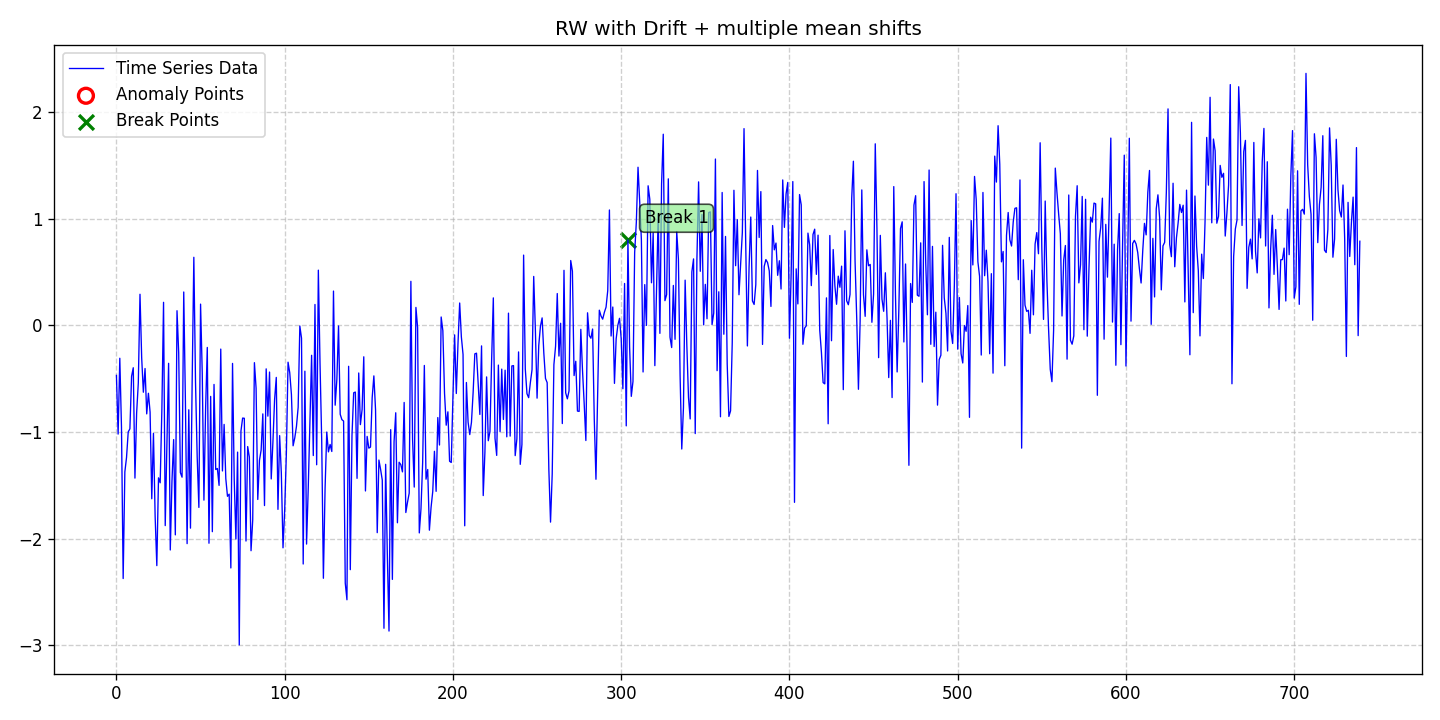 RW with Drift + multiple mean shifts
Time Series Data
Anomaly Points
Break Points
Break 1
2
1
0
−1
−2
−3
0 100 200 300 400 500 600 700